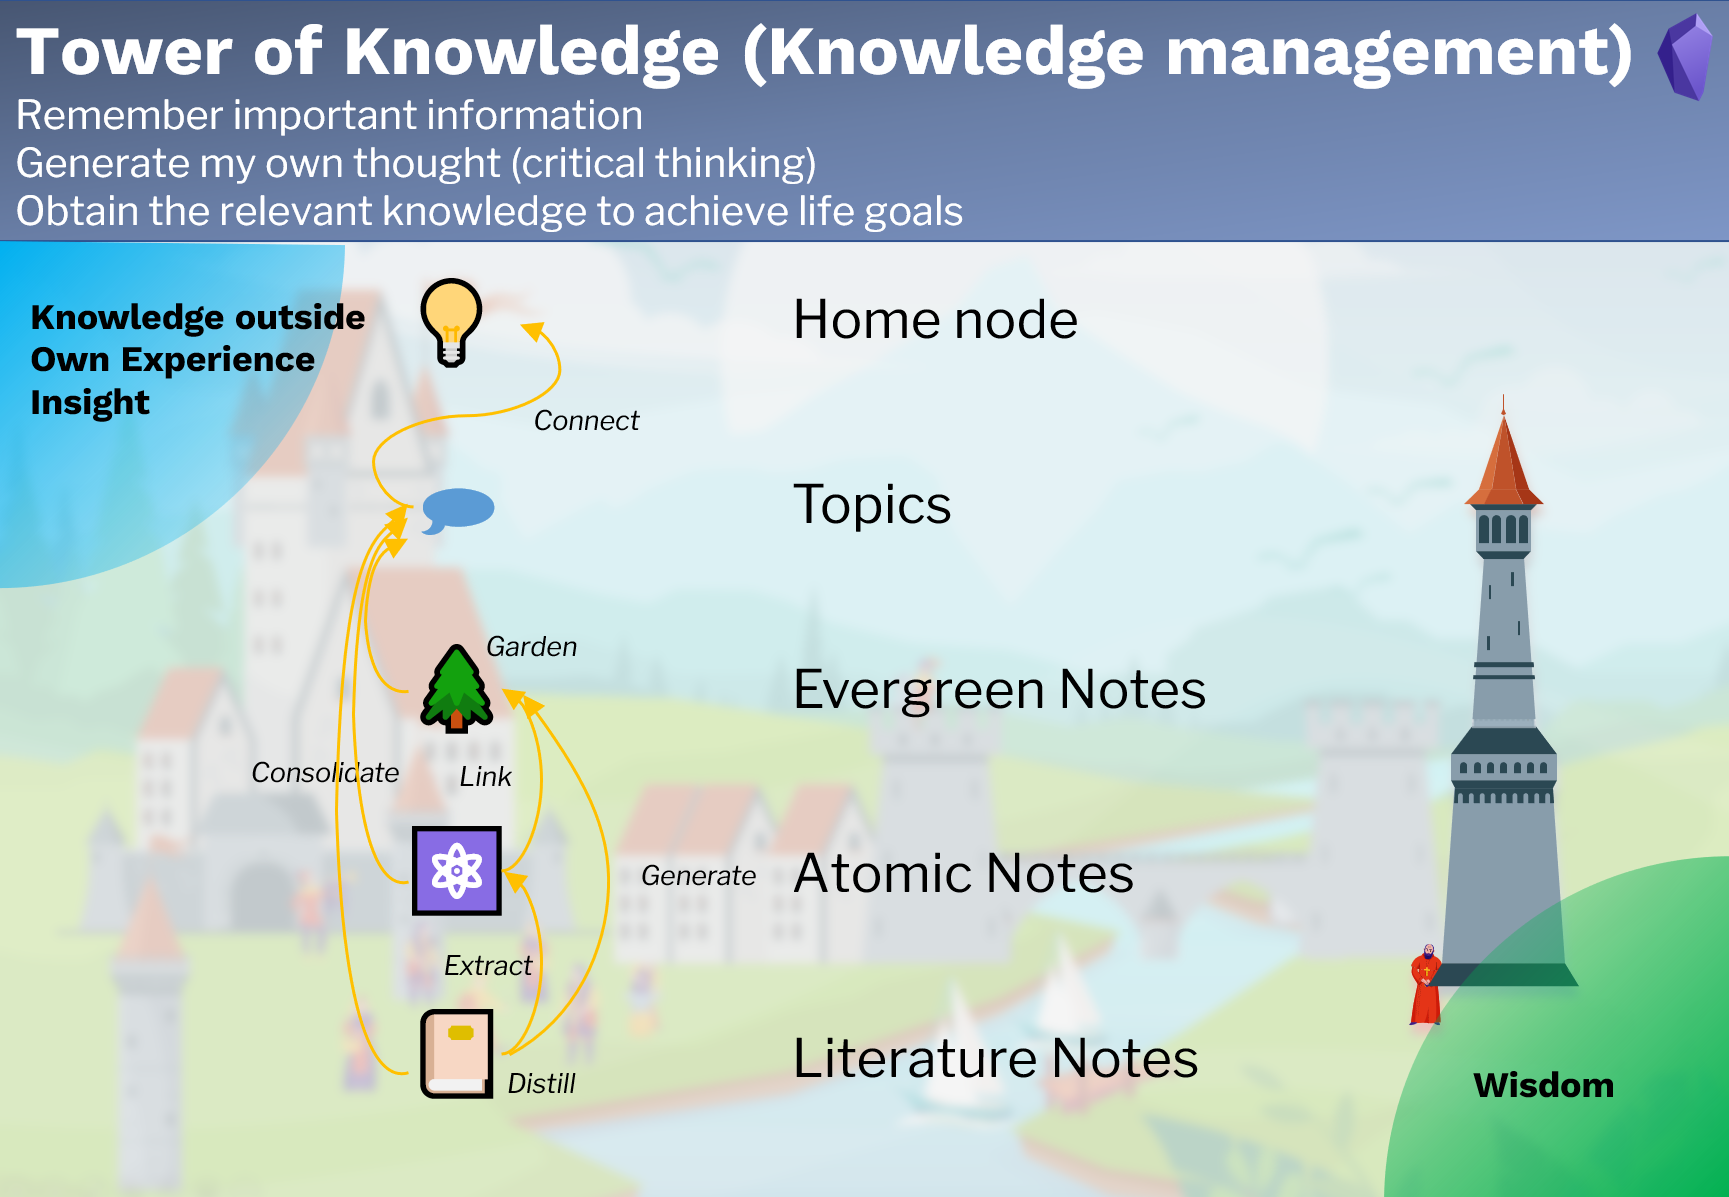 Tower of Knowledge (Knowledge management)
Remember important information
Generate my own thought (critical thinking)
Obtain the relevant knowledge to achieve life goals
Knowledge outside
Own Experience
Insight
Home node
Connect
Topics
Garden
Evergreen Notes
Consolidate
Link
Generate
Atomic Notes
Extract
Literature Notes
Distill
Wisdom